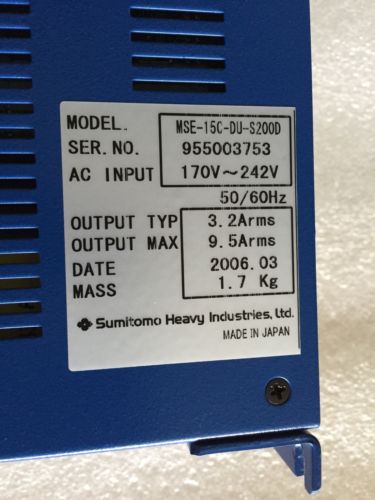 MODEL. MSE-15C-DU-S200D
SER.NO. 955003753
AC INPUT 170V～242V
50/60Hz
OUTPUT TYP 3.2Arms
OUTPUT MAX 9.5Arms
DATE 2006.03
MASS 1.7 Kg
Sumitomo Heavy Industries, Ltd.
MADE IN JAPAN